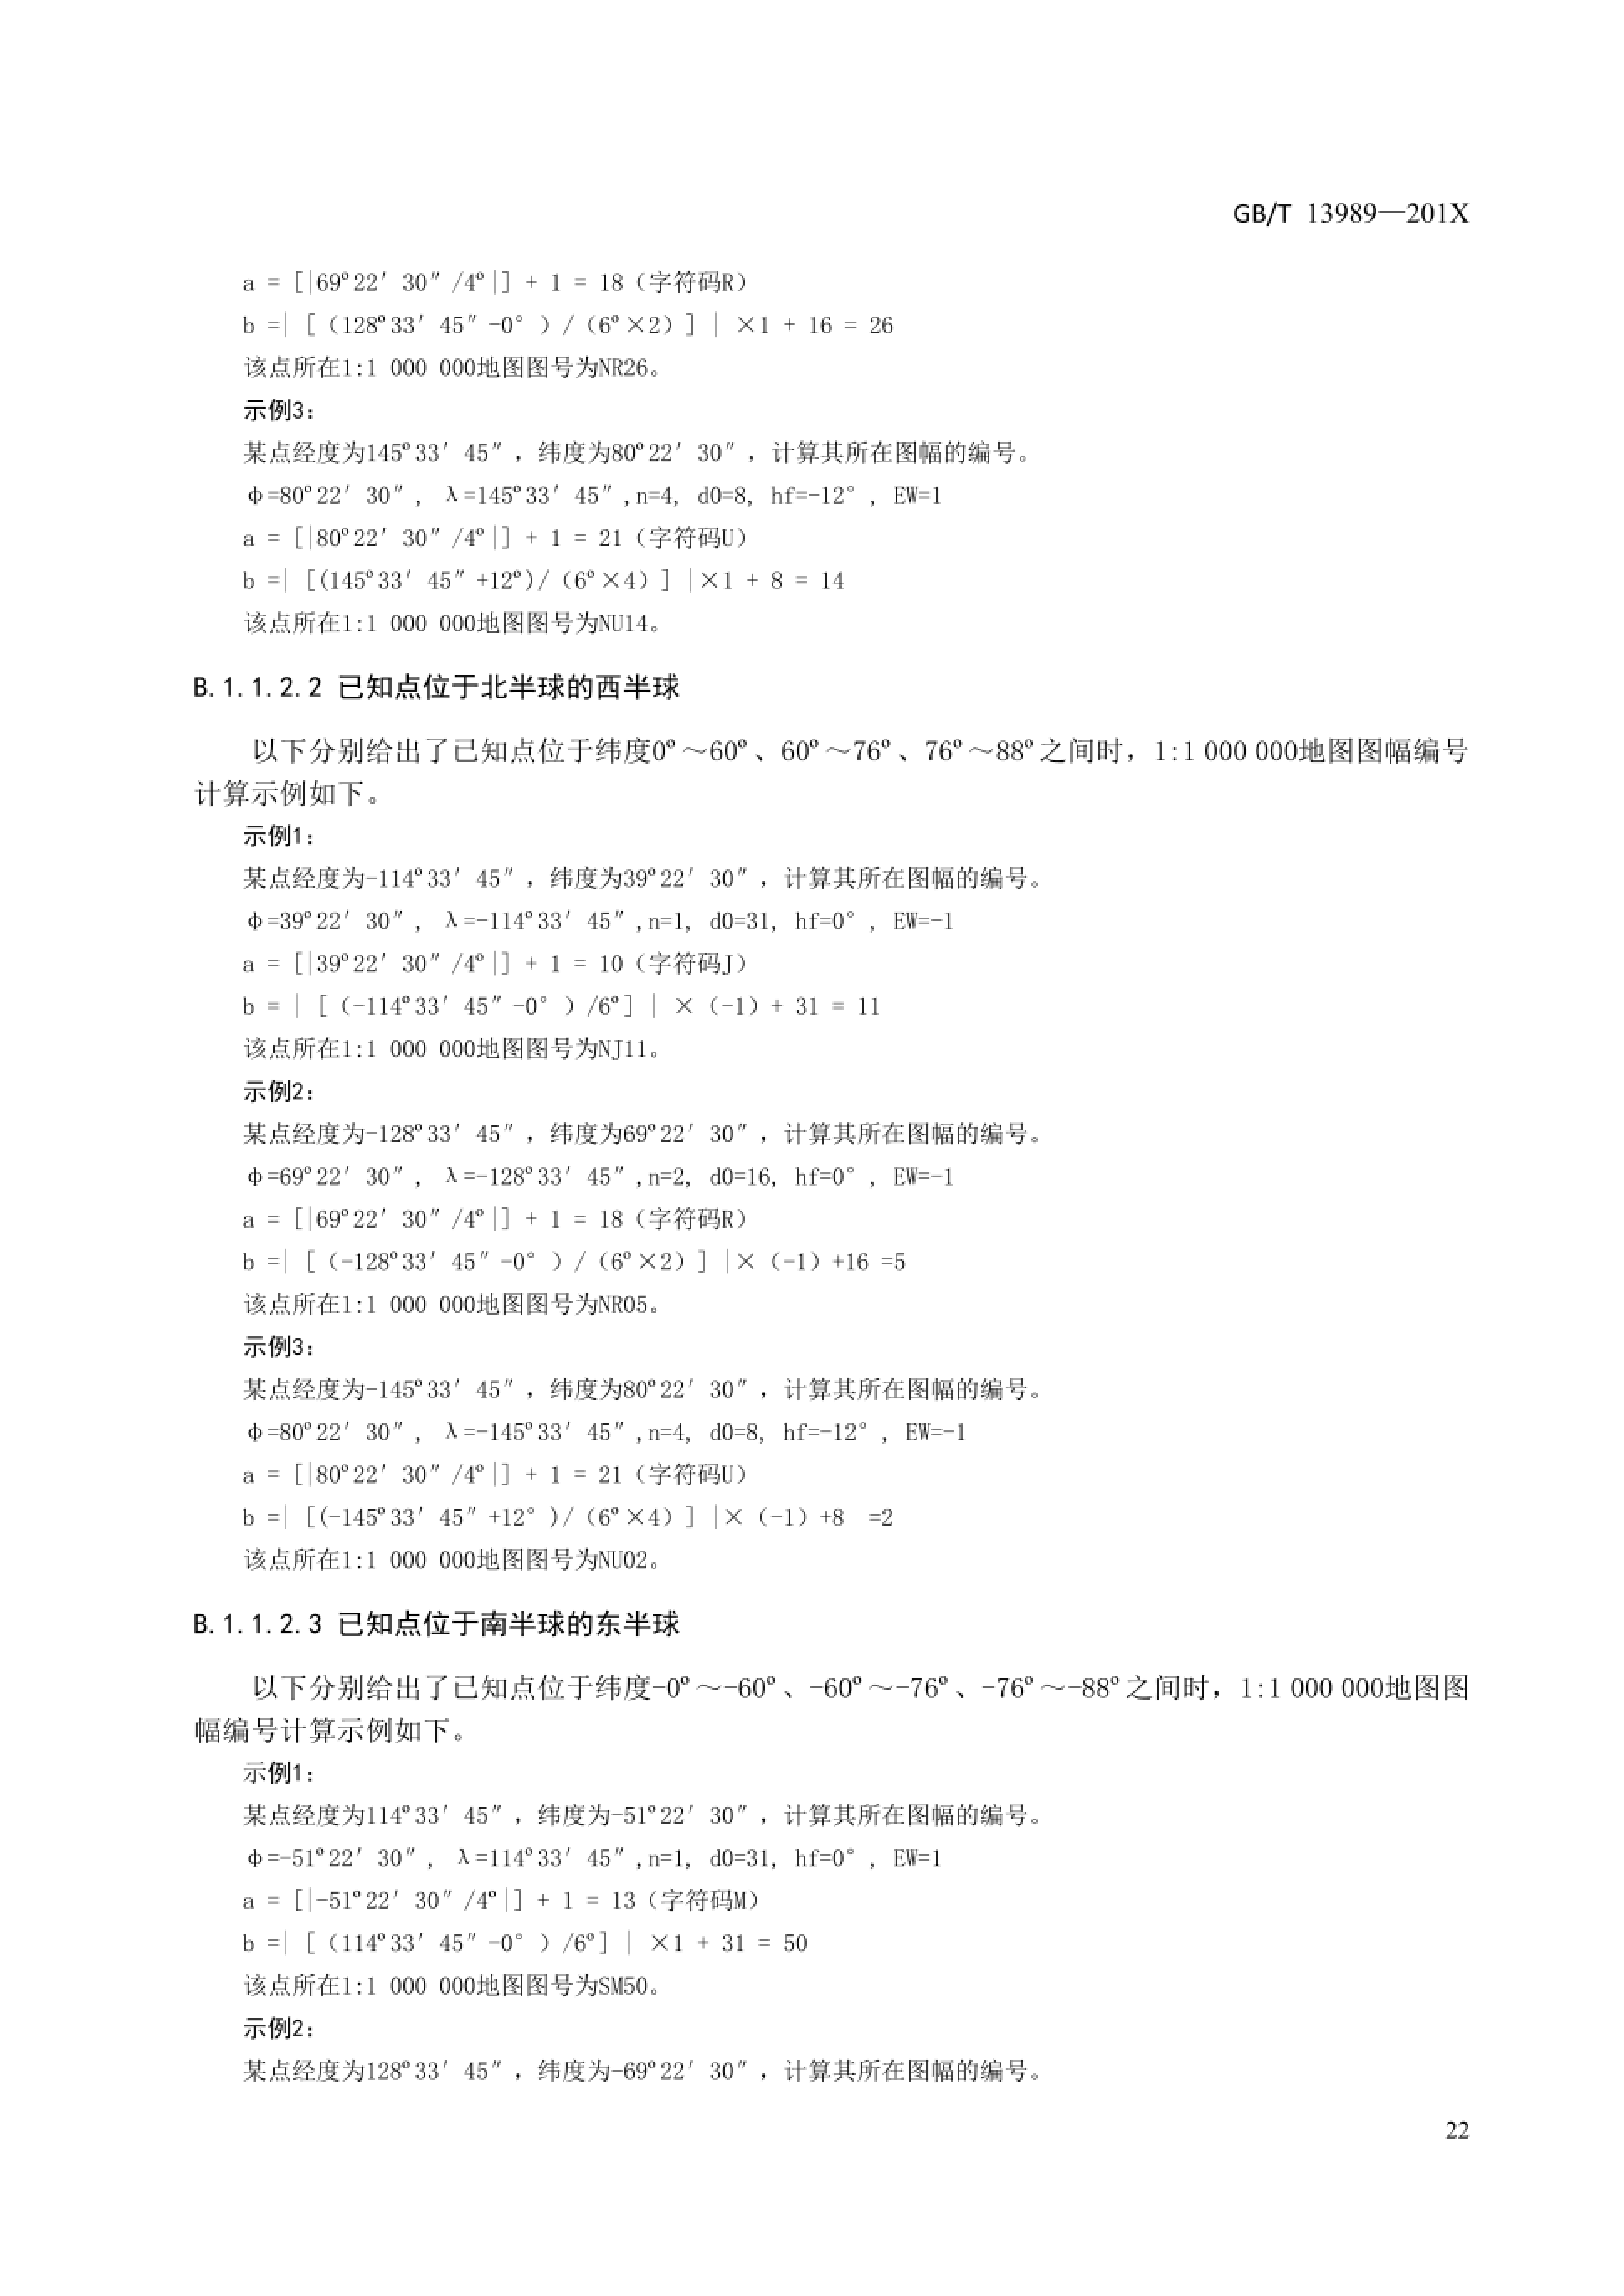 GB/T 13989—201X
a = [|69º22′30″/4º|] + 1 = 18（字符码R）
b =|［（128º33′45″-0°）/（6º×2）］| ×1 + 16 = 26
该点所在1:1 000 000地图图号为NR26。
示例3：
某点经度为145º33′45″，纬度为80º22′30″，计算其所在图幅的编号。
φ=80º22′30″, λ=145º33′45″,n=4, d0=8, hf=-12°, EW=1
a = [|80º22′30″/4º|] + 1 = 21（字符码U）
b =|［(145º33′45″+12º)/（6º×4）］|×1 + 8 = 14
该点所在1:1 000 000地图图号为NU14。
B.1.1.2.2 已知点位于北半球的西半球
以下分别给出了已知点位于纬度0º～60º、60º～76º、76º～88º之间时，1:1 000 000地图图幅编号
计算示例如下。
示例1：
某点经度为-114º33′45″，纬度为39º22′30″，计算其所在图幅的编号。
φ=39º22′30″, λ=-114º33′45″,n=1, d0=31, hf=0°, EW=-1
a = [|39º22′30″/4º|] + 1 = 10（字符码J）
b = |［（-114º33′45″-0°）/6º］| ×（-1）+ 31 = 11
该点所在1:1 000 000地图图号为NJ11。
示例2：
某点经度为-128º33′45″，纬度为69º22′30″，计算其所在图幅的编号。
φ=69º22′30″, λ=-128º33′45″,n=2, d0=16, hf=0°, EW=-1
a = [|69º22′30″/4º|] + 1 = 18（字符码R）
b =|［（-128º33′45″-0°）/（6º×2）］|×（-1）+16 =5
该点所在1:1 000 000地图图号为NR05。
示例3：
某点经度为-145º33′45″，纬度为80º22′30″，计算其所在图幅的编号。
φ=80º22′30″, λ=-145º33′45″,n=4, d0=8, hf=-12°, EW=-1
a = [|80º22′30″/4º|] + 1 = 21（字符码U）
b =|［(-145º33′45″+12°)/（6º×4）］|×（-1）+8 =2
该点所在1:1 000 000地图图号为NU02。
B.1.1.2.3 已知点位于南半球的东半球
以下分别给出了已知点位于纬度-0º～-60º、-60º～-76º、-76º～-88º之间时，1:1 000 000地图图
幅编号计算示例如下。
示例1：
某点经度为114º33′45″，纬度为-51º22′30″，计算其所在图幅的编号。
φ=-51º22′30″, λ=114º33′45″,n=1, d0=31, hf=0°, EW=1
a = [|-51º22′30″/4º|] + 1 = 13（字符码M）
b =|［（114º33′45″-0°）/6º］| ×1 + 31 = 50
该点所在1:1 000 000地图图号为SM50。
示例2：
某点经度为128º33′45″，纬度为-69º22′30″，计算其所在图幅的编号。
22